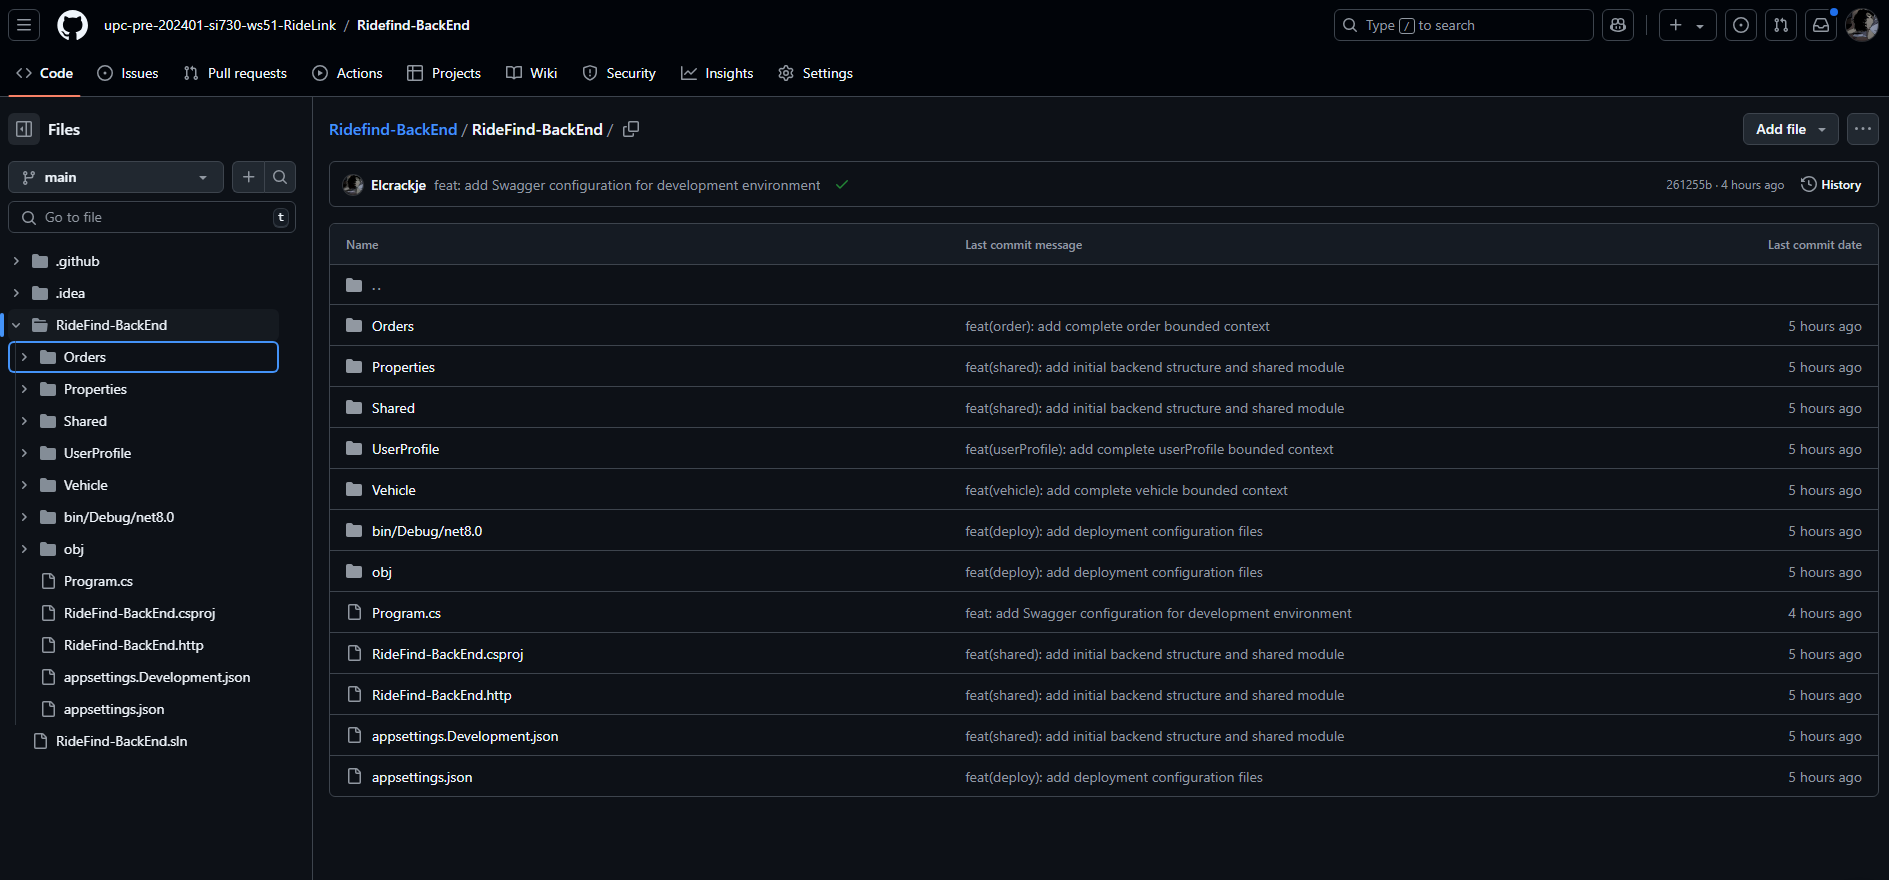 upc-pre-202401-si730-ws51-RideLink / Ridefind-BackEnd
Type / to search
Code Issues Pull requests Actions Projects Wiki Security Insights Settings
Files
main
Go to file t
.github
.idea
RideFind-BackEnd
Orders
Properties
Shared
UserProfile
Vehicle
bin/Debug/net8.0
obj
Program.cs
RideFind-BackEnd.csproj
RideFind-BackEnd.http
appsettings.Development.json
appsettings.json
RideFind-BackEnd.sln
Ridefind-BackEnd / RideFind-BackEnd /
Add file
Elcrackje feat: add Swagger configuration for development environment 261255b · 4 hours ago History
Name Last commit message Last commit date
..
Orders feat(order): add complete order bounded context 5 hours ago
Properties feat(shared): add initial backend structure and shared module 5 hours ago
Shared feat(shared): add initial backend structure and shared module 5 hours ago
UserProfile feat(userProfile): add complete userProfile bounded context 5 hours ago
Vehicle feat(vehicle): add complete vehicle bounded context 5 hours ago
bin/Debug/net8.0 feat(deploy): add deployment configuration files 5 hours ago
obj feat(deploy): add deployment configuration files 5 hours ago
Program.cs feat: add Swagger configuration for development environment 4 hours ago
RideFind-BackEnd.csproj feat(shared): add initial backend structure and shared module 5 hours ago
RideFind-BackEnd.http feat(shared): add initial backend structure and shared module 5 hours ago
appsettings.Development.json feat(shared): add initial backend structure and shared module 5 hours ago
appsettings.json feat(deploy): add deployment configuration files 5 hours ago